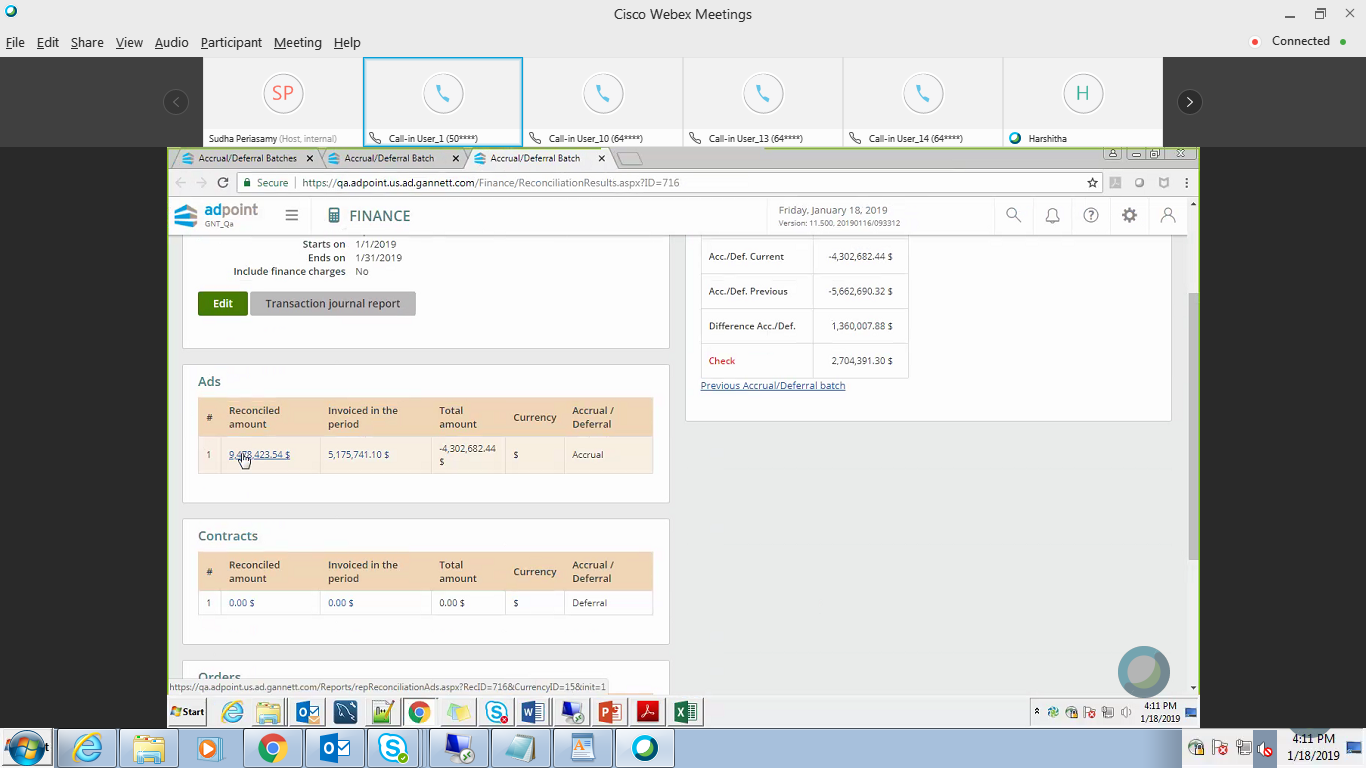 Cisco Webex Meetings
File Edit Share View Audio Participant Meeting Help
Connected
SP
H
Sudha Periasamy (Host, internal)
Call-in User_1 (50****)
Call-in User_10 (64****)
Call-in User_13 (64****)
Call-in User_14 (64****)
Harshitha
Accrual/Deferral Batches
Accrual/Deferral Batch
Accrual/Deferral Batch
Secure https://qa.adpoint.us.ad.gannett.com/Finance/ReconciliationResults.aspx?ID=716
adpoint
GNT_Qa
FINANCE
Friday, January 18, 2019
Version: 11.500, 20190116/093312
Starts on 1/1/2019
Ends on 1/31/2019
Include finance charges No
Edit Transaction journal report
Acc./Def. Current -4,302,682.44 $
Acc./Def. Previous -5,662,690.32 $
Difference Acc./Def. 1,360,007.88 $
Check 2,704,391.30 $
Previous Accrual/Deferral batch
Ads
# Reconciled amount Invoiced in the period Total amount Currency Accrual / Deferral
1 9,478,423.54 $ 5,175,741.10 $ -4,302,682.44 $ $ Accrual
Contracts
# Reconciled amount Invoiced in the period Total amount Currency Accrual / Deferral
1 0.00 $ 0.00 $ 0.00 $ $ Deferral
Orders
https://qa.adpoint.us.ad.gannett.com/Reports/repReconciliationAds.aspx?RecID=716&CurrencyID=15&init=1
Start
4:11 PM
1/18/2019
4:11 PM
1/18/2019